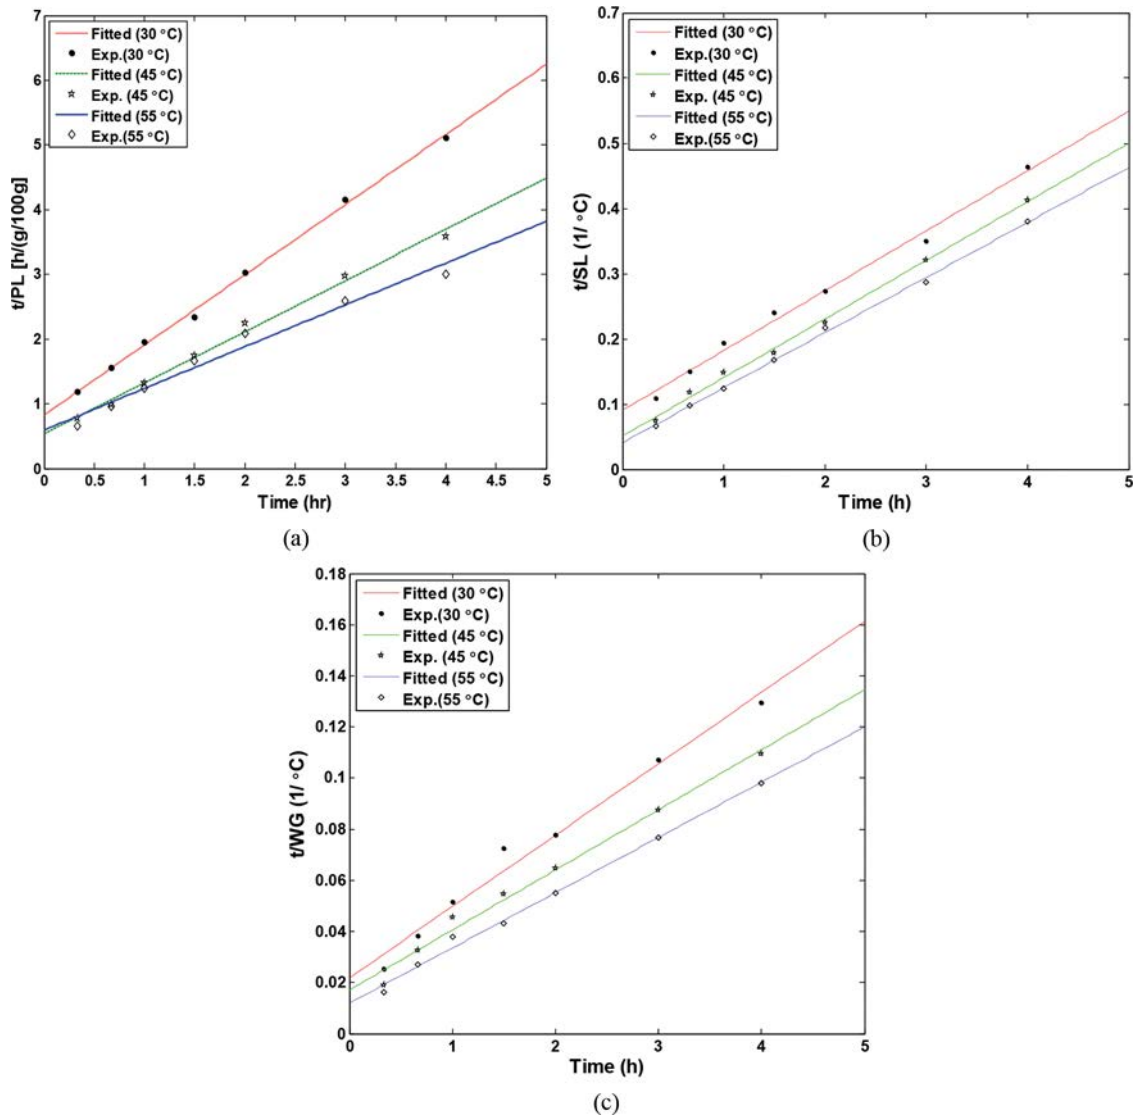 7
6
5
4
3
2
1
0
t/PL [h/(g/100g]
Fitted (30 °C)
Exp.(30 °C)
Fitted (45 °C)
Exp. (45 °C)
Fitted (55 °C)
Exp.(55 °C)
0 0.5 1 1.5 2 2.5 3 3.5 4 4.5 5
Time (hr)
(a)
0.7
0.6
0.5
0.4
0.3
0.2
0.1
0
t/SL (1/ °C)
Fitted (30 °C)
Exp.(30 °C)
Fitted (45 °C)
Exp. (45 °C)
Fitted (55 °C)
Exp.(55 °C)
0 1 2 3 4 5
Time (h)
(b)
0.18
0.16
0.14
0.12
0.1
0.08
0.06
0.04
0.02
0
t/WG (1/ °C)
Fitted (30 °C)
Exp.(30 °C)
Fitted (45 °C)
Exp. (45 °C)
Fitted (55 °C)
Exp.(55 °C)
0 1 2 3 4 5
Time (h)
(c)